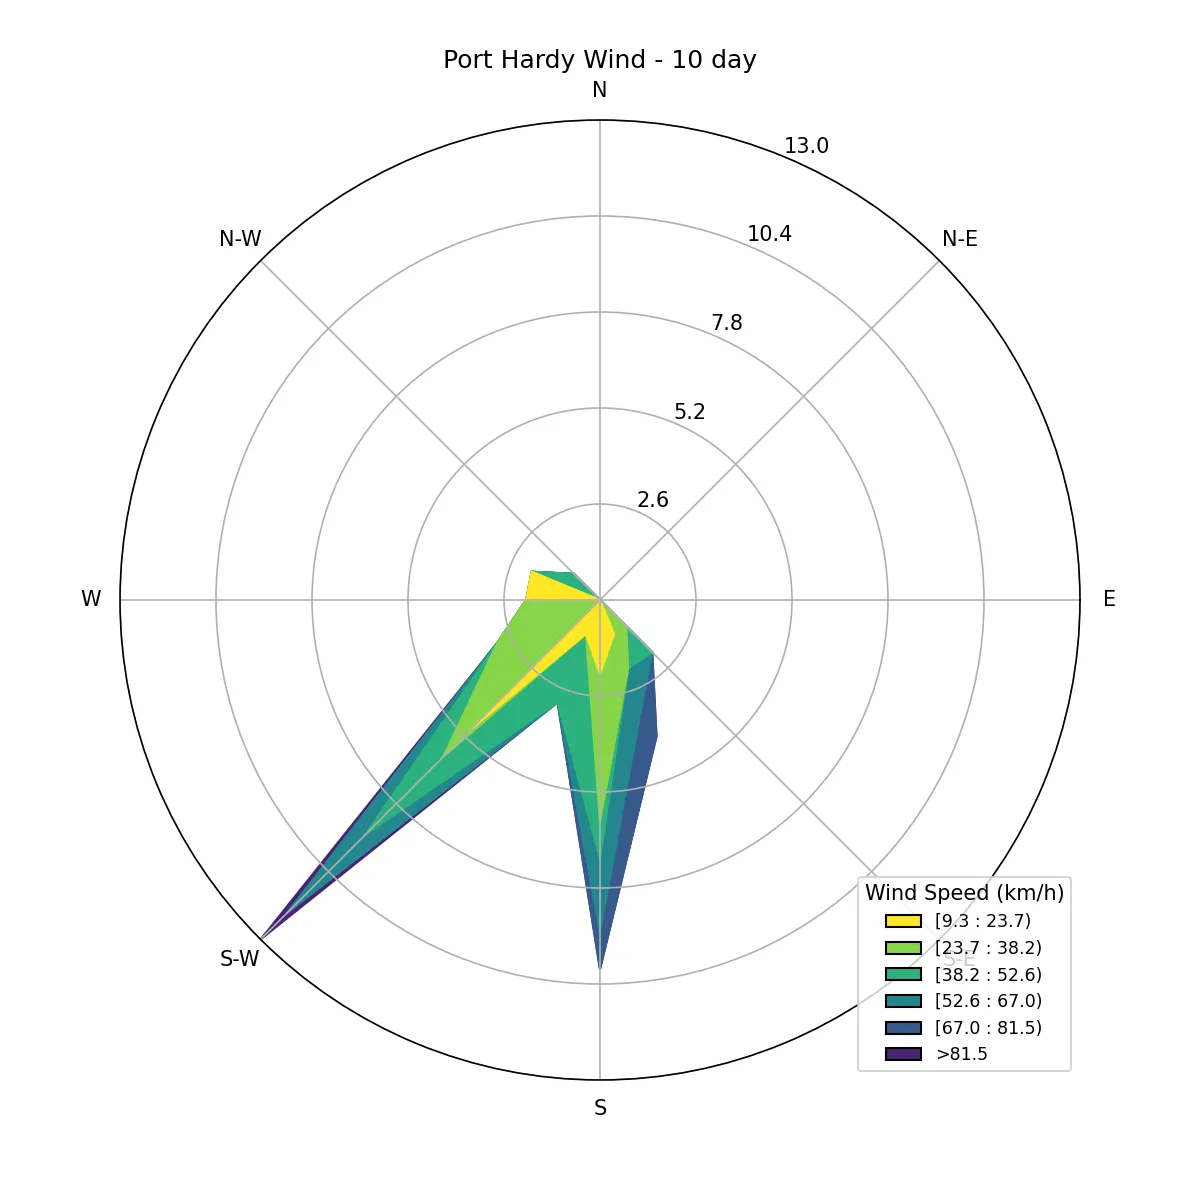 Port Hardy Wind - 10 day
N
13.0
10.4
N-W
N-E
7.8
5.2
2.6
W
E
Wind Speed (km/h)
[9.3 : 23.7)
[23.7 : 38.2)
S-W
S-E
[38.2 : 52.6)
[52.6 : 67.0)
[67.0 : 81.5)
>81.5
S